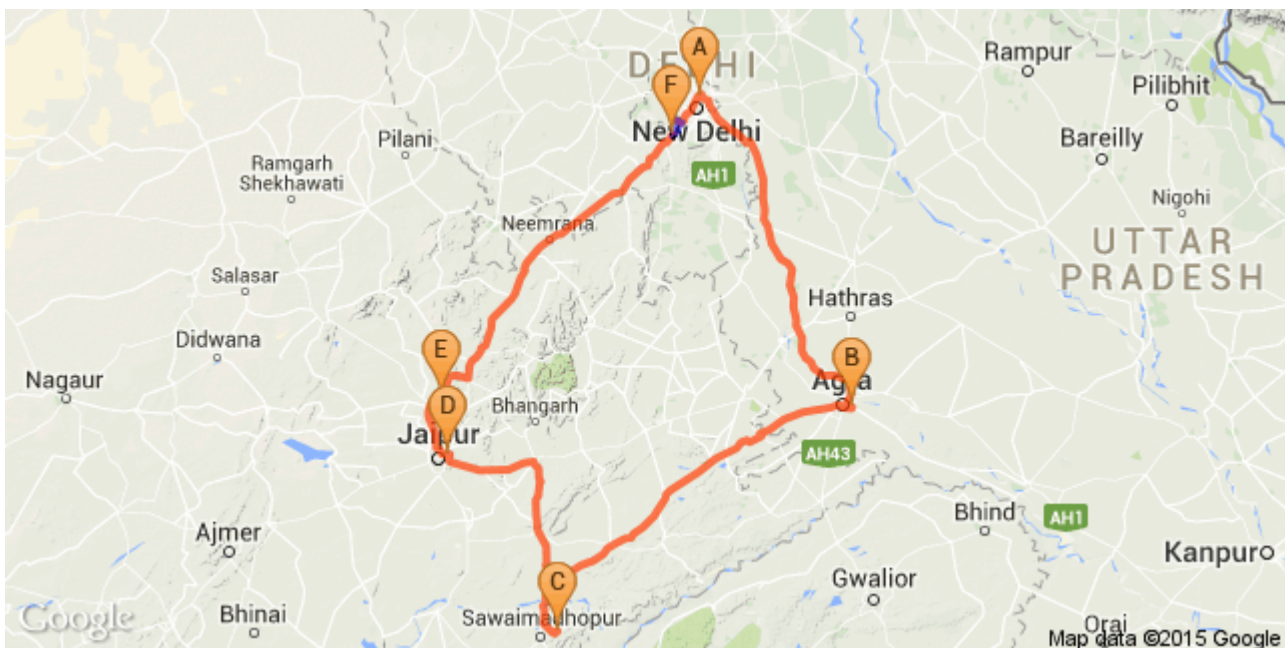 A
Rampur
DELHI
Pilibhit
F
New Delhi
Pilani
Bareilly
Ramgarh
Shekhawati
AH1
Nigohi
Neemrana
UTTAR
PRADESH
Salasar
Hathras
Didwana
E
B
Nagaur
Agra
D
Bhangarh
Jaipur
AH43
Bhind
AH1
Ajmer
Kanpur
C
Gwalior
Google
Bhinai
Sawaimadhopur
Orai
Map data ©2015 Google